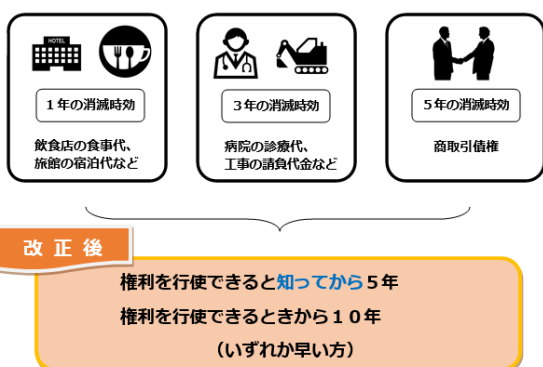 HOTEL
1年の消滅時効
3年の消滅時効
5年の消滅時効
飲食店の食事代、
旅館の宿泊代など
病院の診療代、
工事の請負代金など
商取引債権
改正後
権利を行使できると知ってから5年
権利を行使できるときから10年
（いずれか早い方）